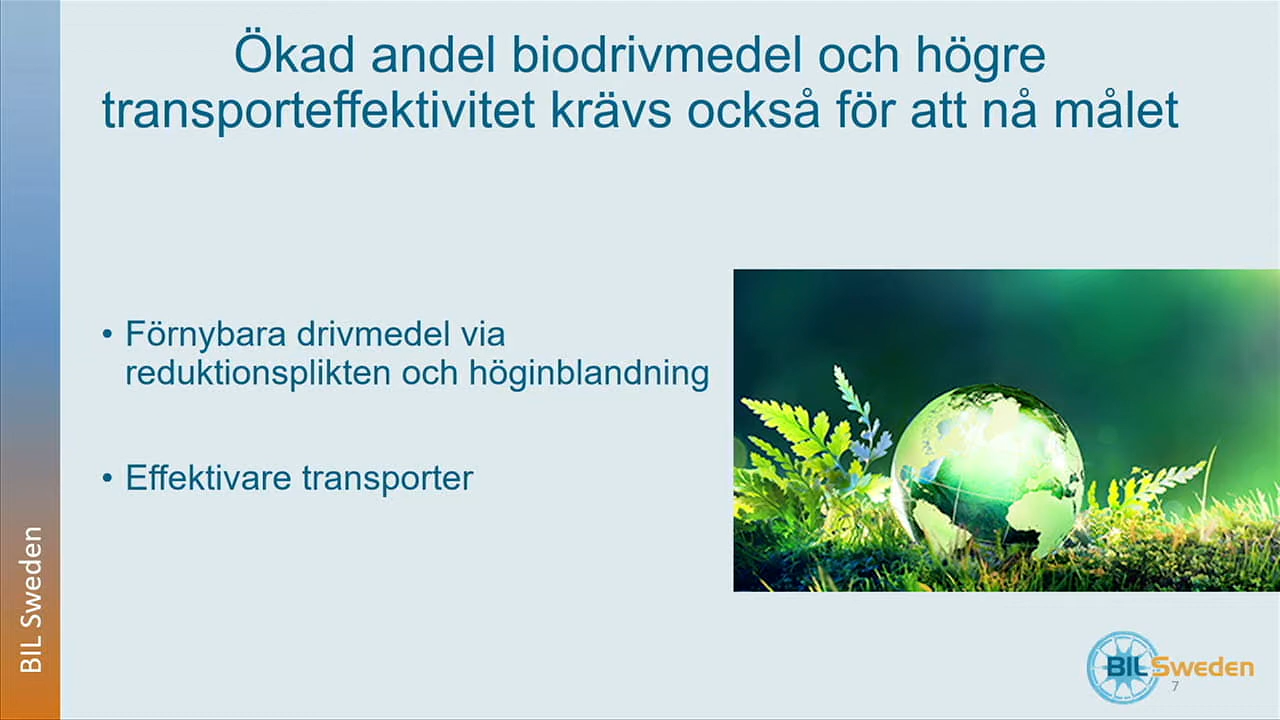 Ökad andel biodrivmedel och högre
transporteffektivitet krävs också för att nå målet
• Förnybara drivmedel via
reduktionsplikten och höginblandning
• Effektivare transporter
BIL Sweden
BILSweden
7